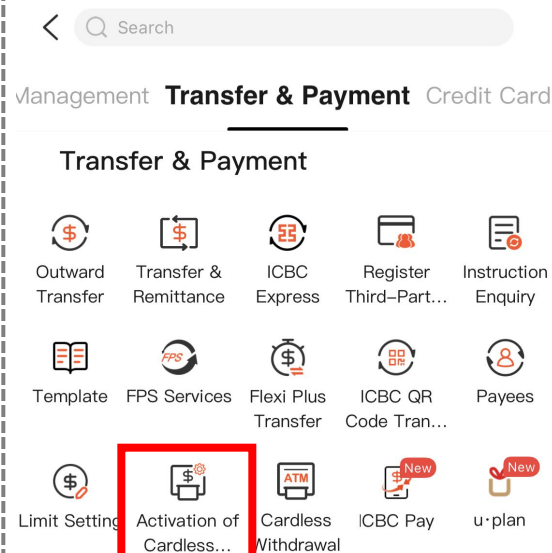 Search
Management Transfer & Payment Credit Card
Transfer & Payment
Outward Transfer & ICBC Register Instruction
Transfer Remittance Express Third-Part... Enquiry
FPS
Template FPS Services Flexi Plus ICBC QR Payees
Transfer Code Tran...
ATM New New
Limit Setting Activation of Cardless ICBC Pay u·plan
Cardless... Withdrawal